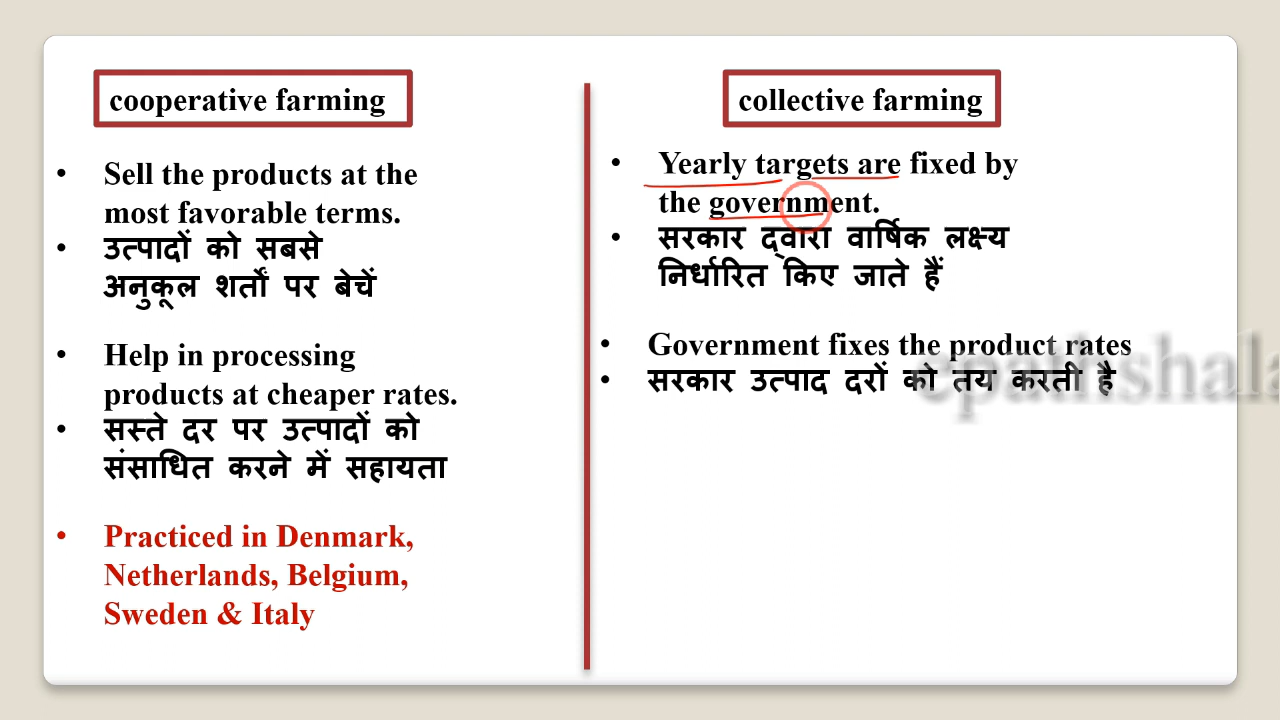 cooperative farming
• Sell the products at the
most favorable terms.
• उत्पादों को सबसे
अनुकूल शर्तों पर बेचें
• Help in processing
products at cheaper rates.
• सस्ते दर पर उत्पादों को
संसाधित करने में सहायता
• Practiced in Denmark,
Netherlands, Belgium,
Sweden & Italy
collective farming
• Yearly targets are fixed by
the government.
• सरकार द्वारा वार्षिक लक्ष्य
निर्धारित किए जाते हैं
• Government fixes the product rates
• सरकार उत्पाद दरों को तय करती है
epathshala